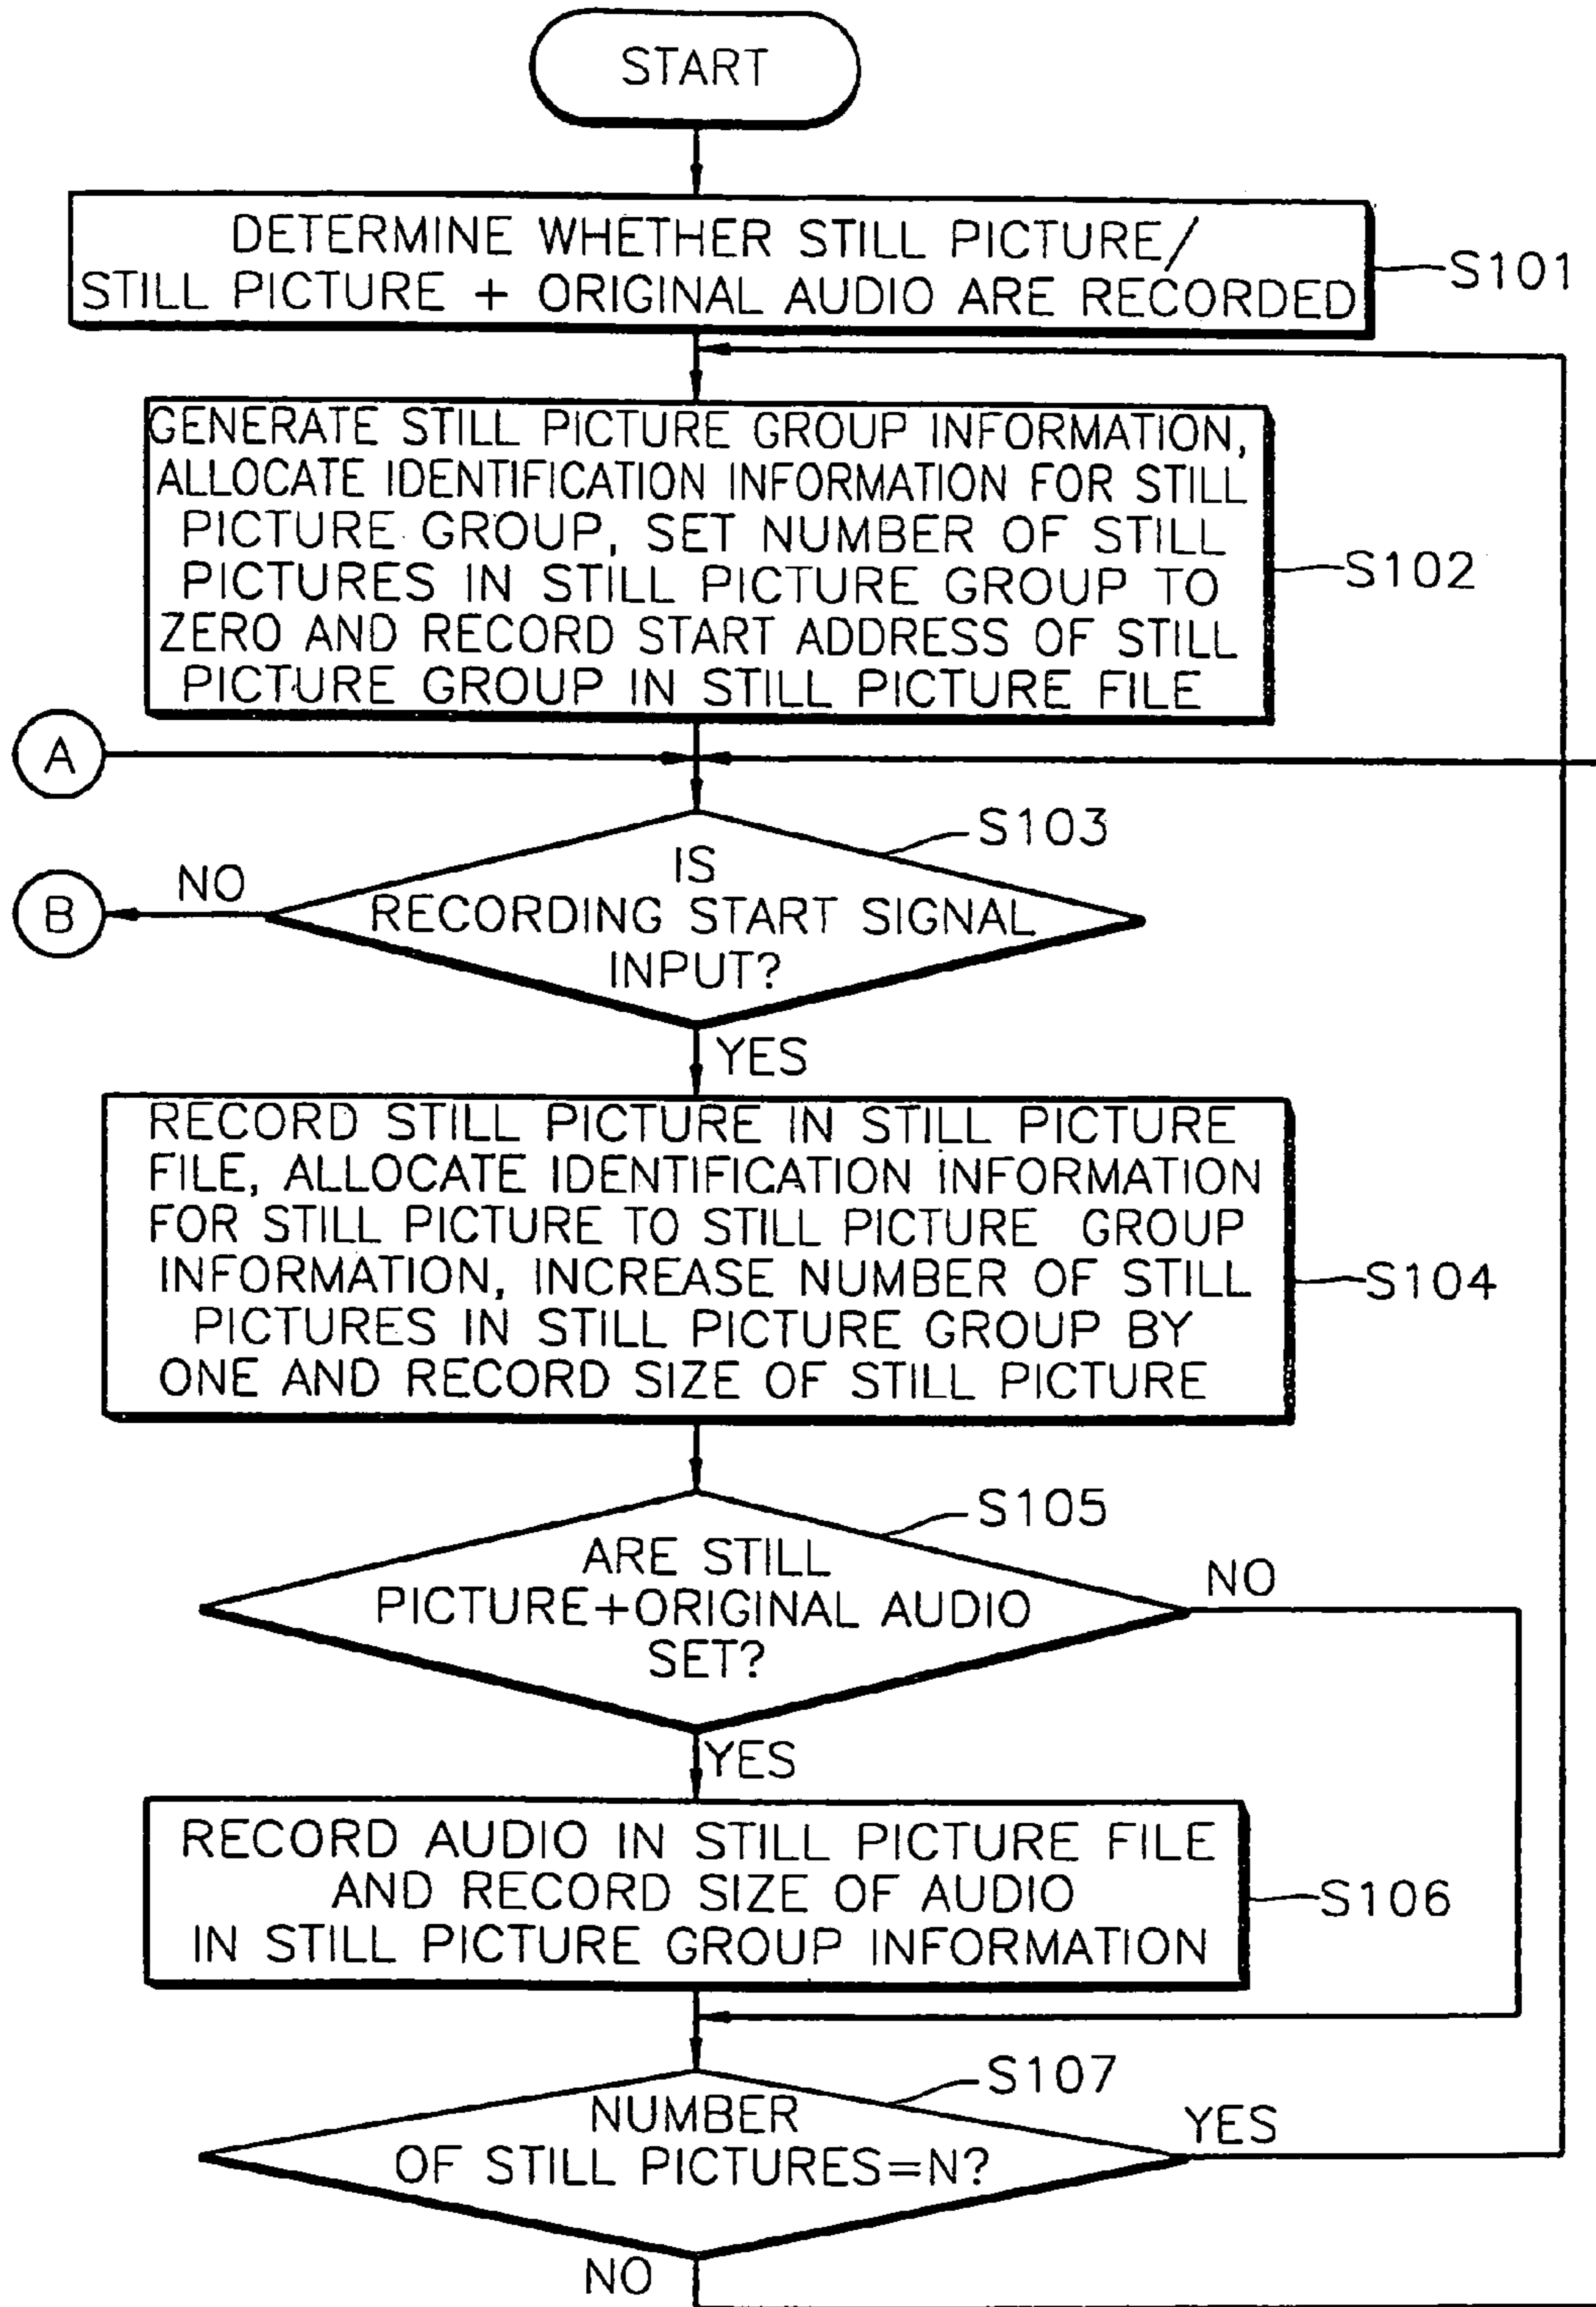 START
DETERMINE WHETHER STILL PICTURE/
STILL PICTURE + ORIGINAL AUDIO ARE RECORDED
S101
GENERATE STILL PICTURE GROUP INFORMATION,
ALLOCATE IDENTIFICATION INFORMATION FOR STILL
PICTURE GROUP, SET NUMBER OF STILL
PICTURES IN STILL PICTURE GROUP TO
ZERO AND RECORD START ADDRESS OF STILL
PICTURE GROUP IN STILL PICTURE FILE
S102
A
S103
IS
RECORDING START SIGNAL
INPUT?
NO
B
YES
RECORD STILL PICTURE IN STILL PICTURE
FILE, ALLOCATE IDENTIFICATION INFORMATION
FOR STILL PICTURE TO STILL PICTURE GROUP
INFORMATION, INCREASE NUMBER OF STILL
PICTURES IN STILL PICTURE GROUP BY
ONE AND RECORD SIZE OF STILL PICTURE
S104
S105
ARE STILL
PICTURE+ORIGINAL AUDIO
SET?
NO
YES
RECORD AUDIO IN STILL PICTURE FILE
AND RECORD SIZE OF AUDIO
IN STILL PICTURE GROUP INFORMATION
S106
S107
NUMBER
OF STILL PICTURES=N?
YES
NO